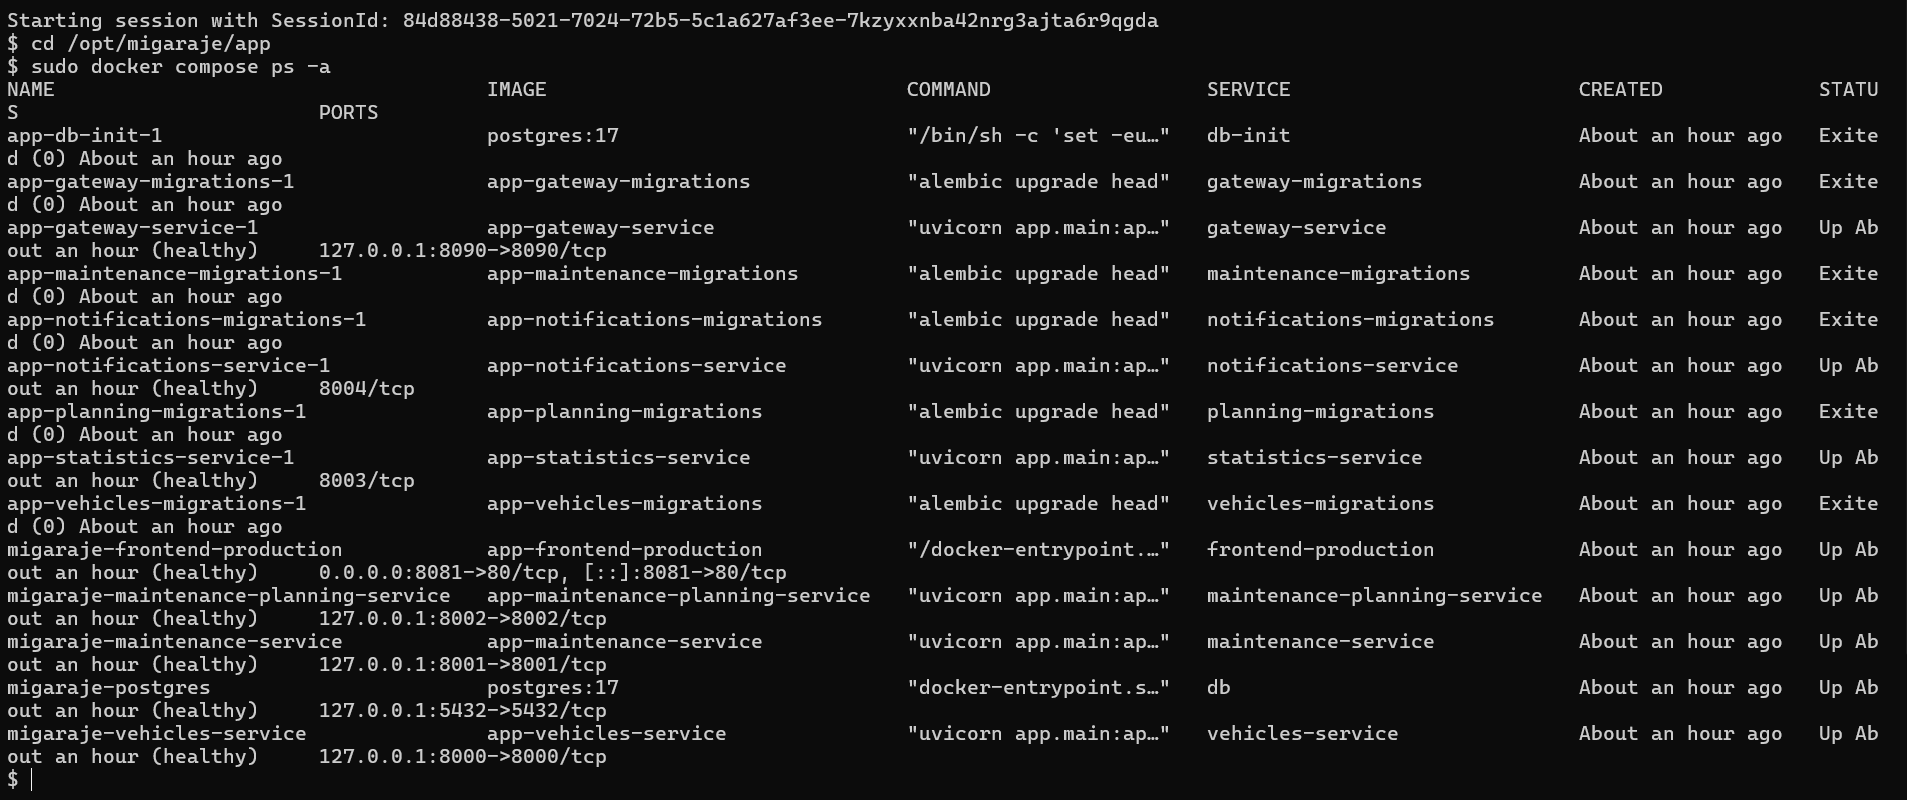 Starting session with SessionId: 84d88438-5021-7024-72b5-5c1a627af3ee-7kzyxxnba42nrg3ajta6r9qgda
$ cd /opt/migaraje/app
$ sudo docker compose ps -a
NAME                                    IMAGE                              COMMAND                  SERVICE                        CREATED             STATU
S                         PORTS
app-db-init-1                           postgres:17                        "/bin/sh -c 'set -eu…"   db-init                        About an hour ago   Exite
d (0) About an hour ago
app-gateway-migrations-1                app-gateway-migrations             "alembic upgrade head"   gateway-migrations             About an hour ago   Exite
d (0) About an hour ago
app-gateway-service-1                   app-gateway-service                "uvicorn app.main:ap…"   gateway-service                About an hour ago   Up Ab
out an hour (healthy)     127.0.0.1:8090->8090/tcp
app-maintenance-migrations-1            app-maintenance-migrations         "alembic upgrade head"   maintenance-migrations         About an hour ago   Exite
d (0) About an hour ago
app-notifications-migrations-1          app-notifications-migrations       "alembic upgrade head"   notifications-migrations       About an hour ago   Exite
d (0) About an hour ago
app-notifications-service-1             app-notifications-service          "uvicorn app.main:ap…"   notifications-service          About an hour ago   Up Ab
out an hour (healthy)     8004/tcp
app-planning-migrations-1               app-planning-migrations            "alembic upgrade head"   planning-migrations            About an hour ago   Exite
d (0) About an hour ago
app-statistics-service-1                app-statistics-service             "uvicorn app.main:ap…"   statistics-service             About an hour ago   Up Ab
out an hour (healthy)     8003/tcp
app-vehicles-migrations-1               app-vehicles-migrations            "alembic upgrade head"   vehicles-migrations            About an hour ago   Exite
d (0) About an hour ago
migaraje-frontend-production            app-frontend-production            "/docker-entrypoint.…"   frontend-production            About an hour ago   Up Ab
out an hour (healthy)     0.0.0.0:8081->80/tcp, [::]:8081->80/tcp
migaraje-maintenance-planning-service   app-maintenance-planning-service   "uvicorn app.main:ap…"   maintenance-planning-service   About an hour ago   Up Ab
out an hour (healthy)     127.0.0.1:8002->8002/tcp
migaraje-maintenance-service            app-maintenance-service            "uvicorn app.main:ap…"   maintenance-service            About an hour ago   Up Ab
out an hour (healthy)     127.0.0.1:8001->8001/tcp
migaraje-postgres                       postgres:17                        "docker-entrypoint.s…"   db                             About an hour ago   Up Ab
out an hour (healthy)     127.0.0.1:5432->5432/tcp
migaraje-vehicles-service               app-vehicles-service               "uvicorn app.main:ap…"   vehicles-service               About an hour ago   Up Ab
out an hour (healthy)     127.0.0.1:8000->8000/tcp
$